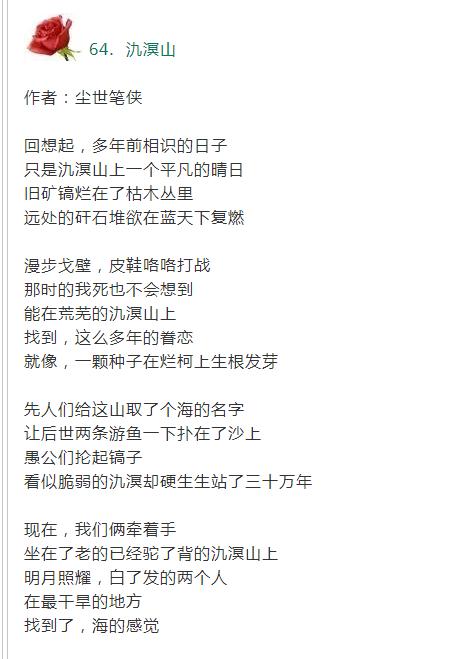 64. 氿溟山
作者：尘世笔侠
回想起，多年前相识的日子
只是氿溟山上一个平凡的晴日
旧矿镐烂在了枯木丛里
远处的矸石堆欲在蓝天下复燃
漫步戈壁，皮鞋咯咯打战
那时的我死也不会想到
能在荒芜的氿溟山上
找到，这么多年的眷恋
就像，一颗种子在烂柯上生根发芽
先人们给这山取了个海的名字
让后世两条游鱼一下扑在了沙上
愚公们抡起镐子
看似脆弱的氿溟却硬生生站了三十万年
现在，我们俩牵着手
坐在了老的已经驼了背的氿溟山上
明月照耀，白了发的两个人
在最干旱的地方
找到了，海的感觉